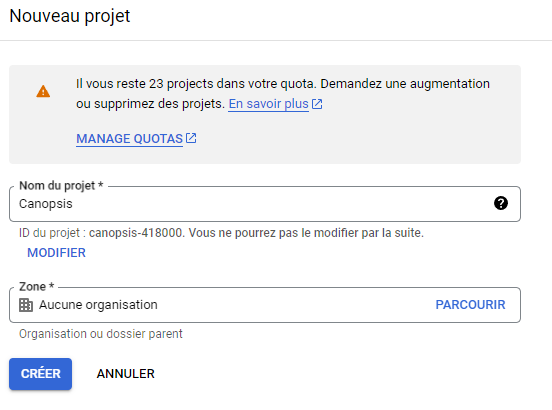 Nouveau projet
Il vous reste 23 projects dans votre quota. Demandez une augmentation
ou supprimez des projets. En savoir plus
MANAGE QUOTAS
Nom du projet *
Canopsis
ID du projet : canopsis-418000. Vous ne pourrez pas le modifier par la suite.
MODIFIER
Zone *
Aucune organisation PARCOURIR
Organisation ou dossier parent
CRÉER ANNULER